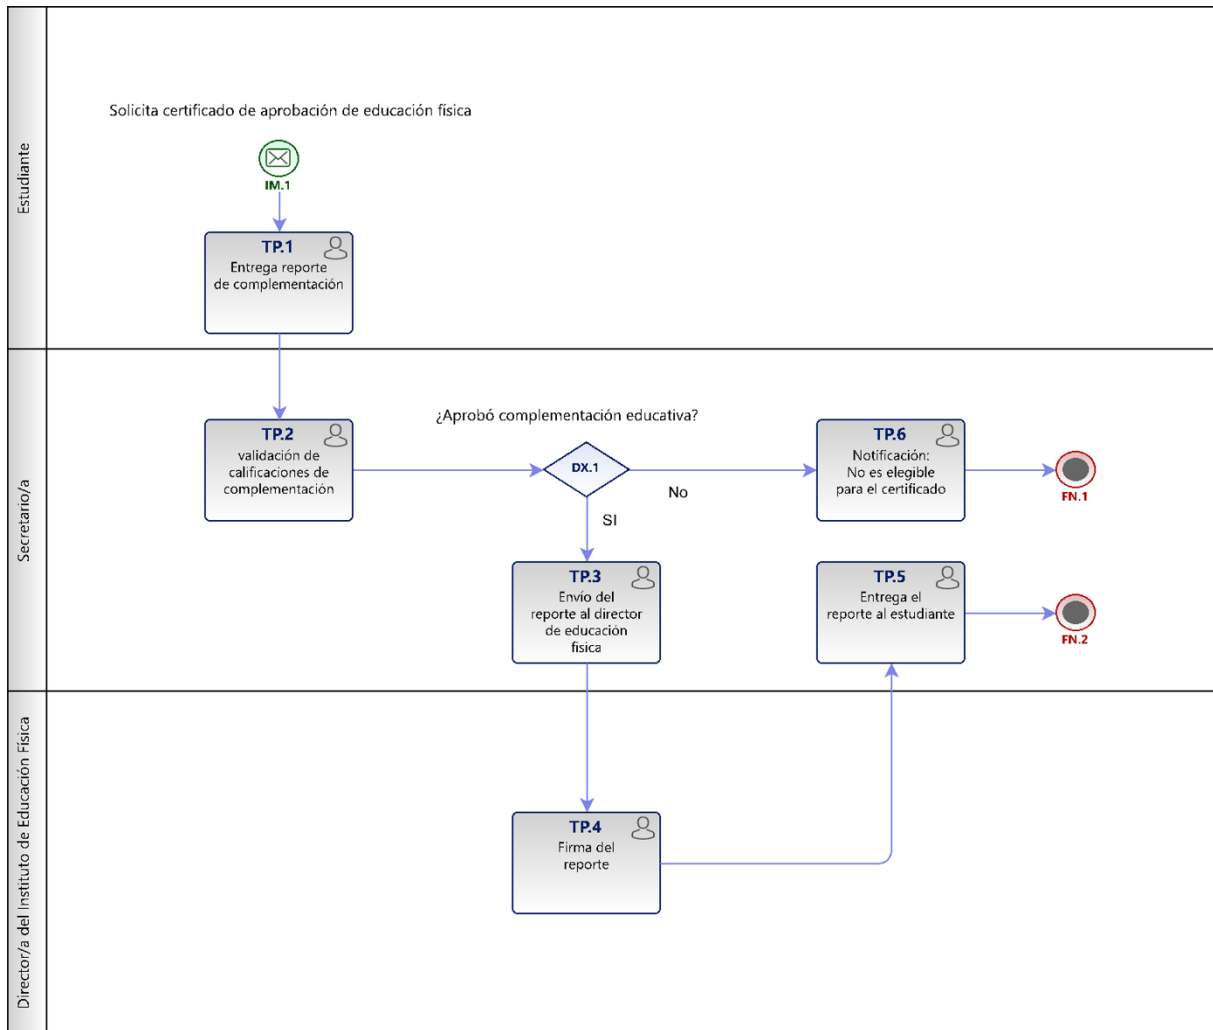 Estudiante
Solicita certificado de aprobación de educación física
IM.1
TP.1
Entrega reporte
de complementación
Secretario/a
TP.2
validación de
calificaciones de
complementación
¿Aprobó complementación educativa?
DX.1
No
SI
TP.6
Notificación:
No es elegible
para el certificado
FN.1
TP.3
Envío del
reporte al director
de educación
fisica
TP.5
Entrega el
reporte al estudiante
FN.2
Director/a del Instituto de Educación Física
TP.4
Firma del
reporte